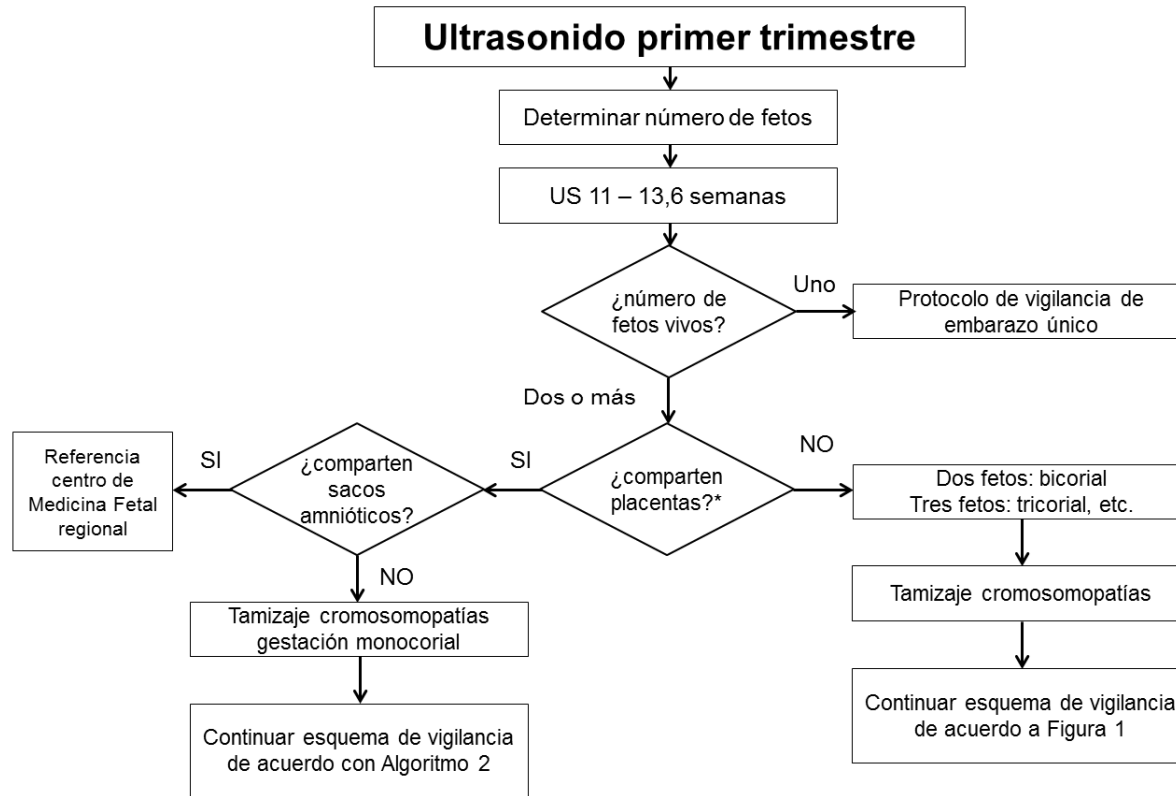 Ultrasonido primer trimestre
Determinar número de fetos
US 11 – 13,6 semanas
¿número de
fetos vivos?
Uno
Protocolo de vigilancia de
embarazo único
Dos o más
¿comparten
placentas?*
NO
Dos fetos: bicorial
Tres fetos: tricorial, etc.
Tamizaje cromosomopatías
Continuar esquema de vigilancia
de acuerdo a Figura 1
SI
¿comparten
sacos
amnióticos?
SI
Referencia
centro de
Medicina Fetal
regional
NO
Tamizaje cromosomopatías
gestación monocorial
Continuar esquema de vigilancia
de acuerdo con Algoritmo 2